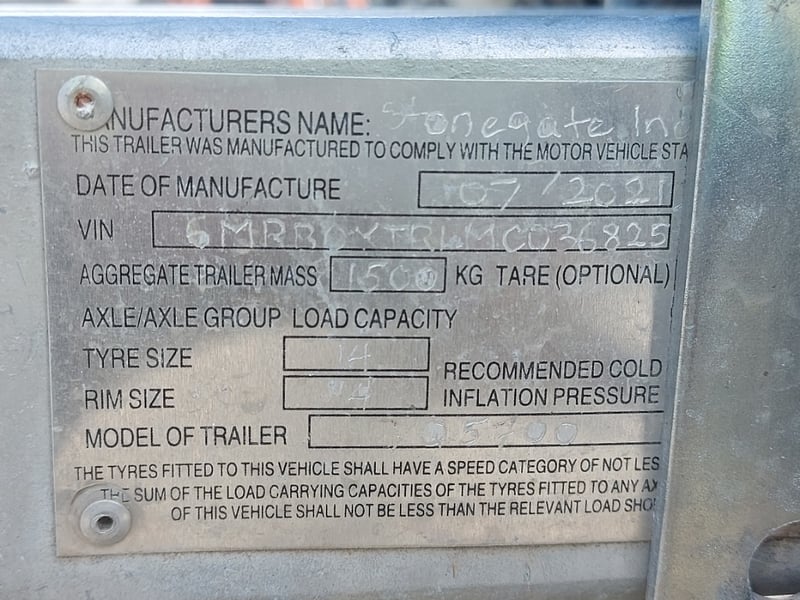 MANUFACTURERS NAME: Stonegate Ind
THIS TRAILER WAS MANUFACTURED TO COMPLY WITH THE MOTOR VEHICLE STA
DATE OF MANUFACTURE 07/2021
VIN 6MRB0XTRLMC036825
AGGREGATE TRAILER MASS 1500 KG TARE (OPTIONAL)
AXLE/AXLE GROUP LOAD CAPACITY
TYRE SIZE 14
RIM SIZE 14
RECOMMENDED COLD
INFLATION PRESSURE
MODEL OF TRAILER
THE TYRES FITTED TO THIS VEHICLE SHALL HAVE A SPEED CATEGORY OF NOT LES
THE SUM OF THE LOAD CARRYING CAPACITIES OF THE TYRES FITTED TO ANY AX
OF THIS VEHICLE SHALL NOT BE LESS THAN THE RELEVANT LOAD SHO